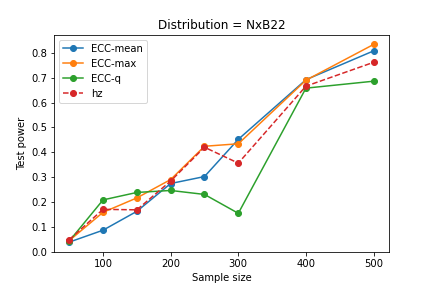 Distribution = NxB22
ECC-mean
ECC-max
ECC-q
hz
Test power
0.8
0.7
0.6
0.5
0.4
0.3
0.2
0.1
0.0
100
200
300
400
500
Sample size